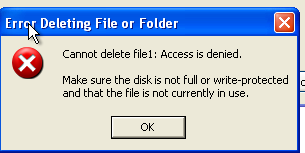 Error Deleting File or Folder
Cannot delete file1: Access is denied.
Make sure the disk is not full or write-protected
and that the file is not currently in use.
OK